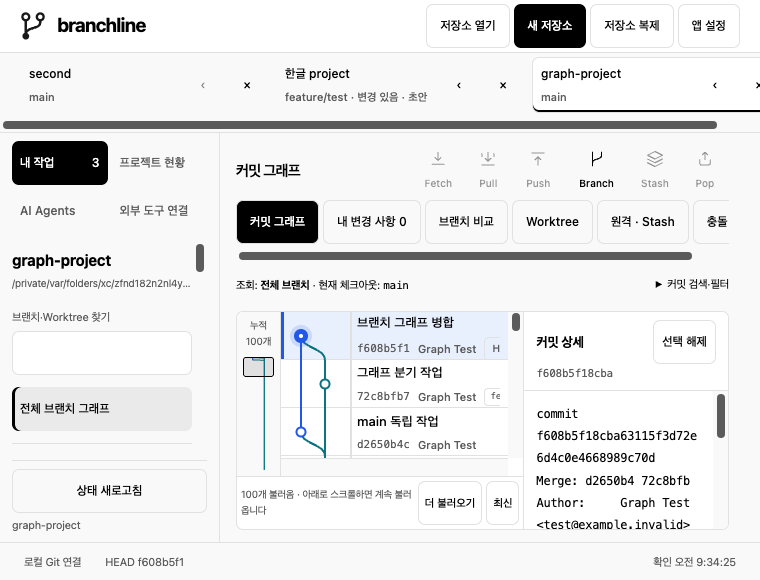 branchline
저장소 열기
새 저장소
저장소 복제
앱 설정
second
main
‹
×
한글 project
feature/test · 변경 있음 · 초안
‹
×
graph-project
main
‹
×
내 작업 3
프로젝트 현황
AI Agents
외부 도구 연결
graph-project
/private/var/folders/xc/zfnd182n2nl4y...
브랜치·Worktree 찾기
전체 브랜치 그래프
상태 새로고침
graph-project
커밋 그래프
Fetch
Pull
Push
Branch
Stash
Pop
커밋 그래프
내 변경 사항 0
브랜치 비교
Worktree
원격 · Stash
충돌
조회: 전체 브랜치 · 현재 체크아웃: main
▶ 커밋 검색·필터
누적
100개
브랜치 그래프 병합
f608b5f1 Graph Test H
그래프 분기 작업
72c8bfb7 Graph Test fe
main 독립 작업
d2650b4c Graph Test
100개 불러옴 · 아래로 스크롤하면 계속 불러
옵니다
더 불러오기
최신
커밋 상세
선택 해제
f608b5f18cba
commit
f608b5f18cba63115f3d72e
6d4c0e4668989c70d
Merge: d2650b4 72c8bfb
Author: Graph Test
<test@example.invalid>
로컬 Git 연결
HEAD f608b5f1
확인 오전 9:34:25